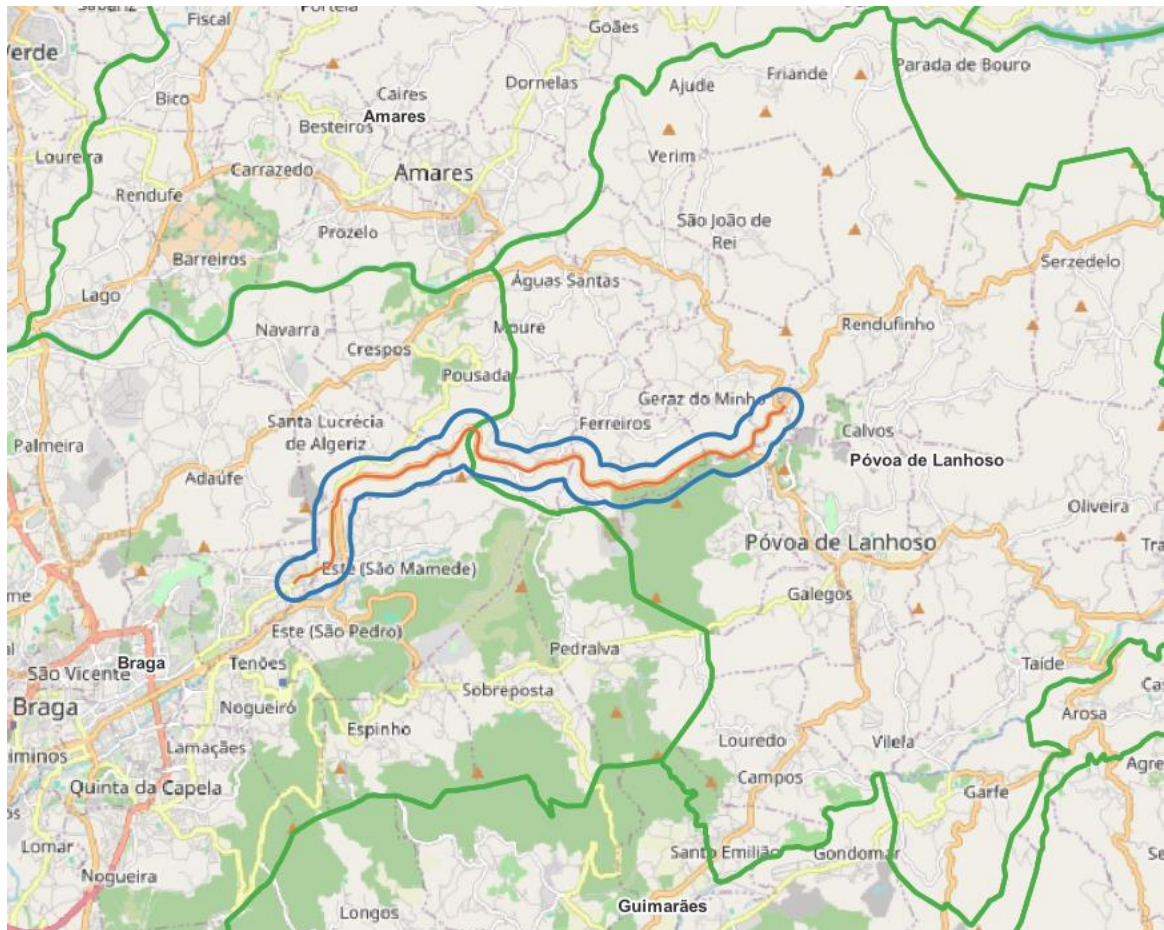 Portela
Fiscal
Goães
Verde
Parada de Bouro
Friande
Ajude
Dornelas
Caires
Bico
Amares
Besteiros
Loureira
Verim
Carrazedo
Amares
Rendufe
São João de
Rei
Prozelo
Barreiros
Serzedelo
Águas Santas
Lago
Navarra
Moure
Rendufinho
Crespos
Pousada
Geraz do Minho
Santa Lucrécia
de Algeriz
Ferreiros
Calvos
Palmeira
Póvoa de Lanhoso
Adaúfe
Oliveira
Póvoa de Lanhoso
Este (São Mamede)
Galegos
Este (São Pedro)
Pedralva
Braga
Tenões
Taíde
São Vicente
Sobreposta
Braga
Nogueiró
Arosa
Espinho
Lamaçães
Louredo
Vilela
Campos
Quinta da Capela
Garfe
Lomar
Santo Emilião
Gondomar
Nogueira
Guimarães
Longos